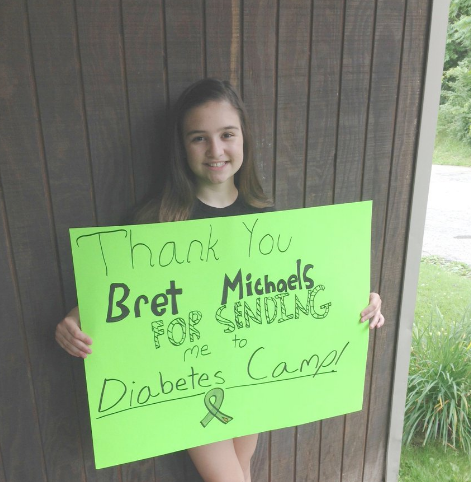 Thank You
Bret Michaels
FOR SENDING
me to
Diabetes Camp!